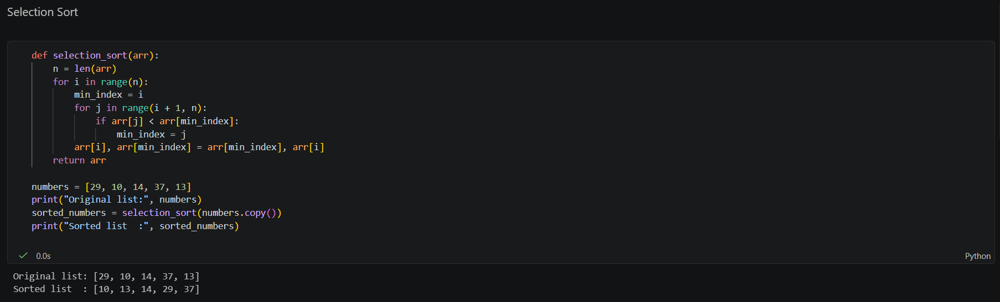 Selection Sort
def selection_sort(arr):
    n = len(arr)
    for i in range(n):
        min_index = i
        for j in range(i + 1, n):
            if arr[j] < arr[min_index]:
                min_index = j
        arr[i], arr[min_index] = arr[min_index], arr[i]
    return arr

numbers = [29, 10, 14, 37, 13]
print("Original list:", numbers)
sorted_numbers = selection_sort(numbers.copy())
print("Sorted list  :", sorted_numbers)
✓ 0.0s
Python
Original list: [29, 10, 14, 37, 13]
Sorted list  : [10, 13, 14, 29, 37]